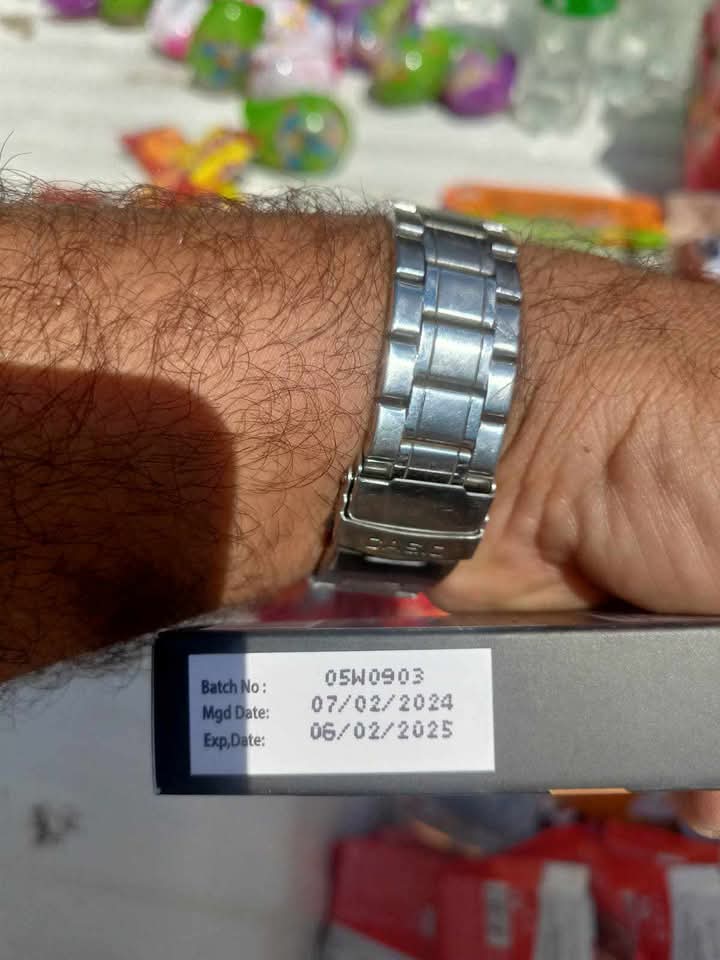 CASIO
Batch No : 05W0903
Mgd Date: 07/02/2024
Exp,Date: 06/02/2025